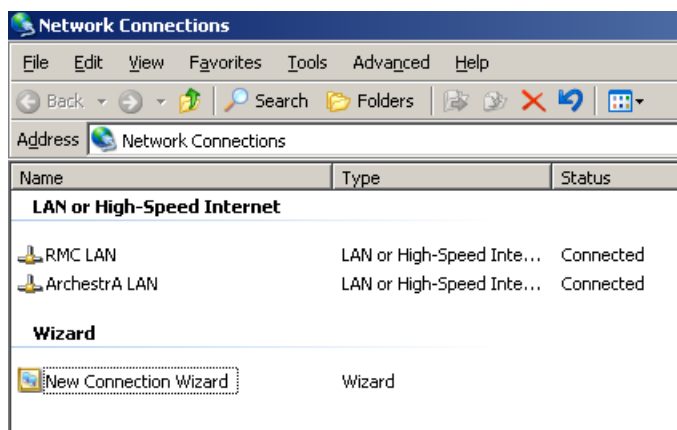 Network Connections
File Edit View Favorites Tools Advanced Help
Back Search Folders
Address Network Connections
Name Type Status
LAN or High-Speed Internet
RMC LAN LAN or High-Speed Inte... Connected
ArchestrA LAN LAN or High-Speed Inte... Connected
Wizard
New Connection Wizard Wizard